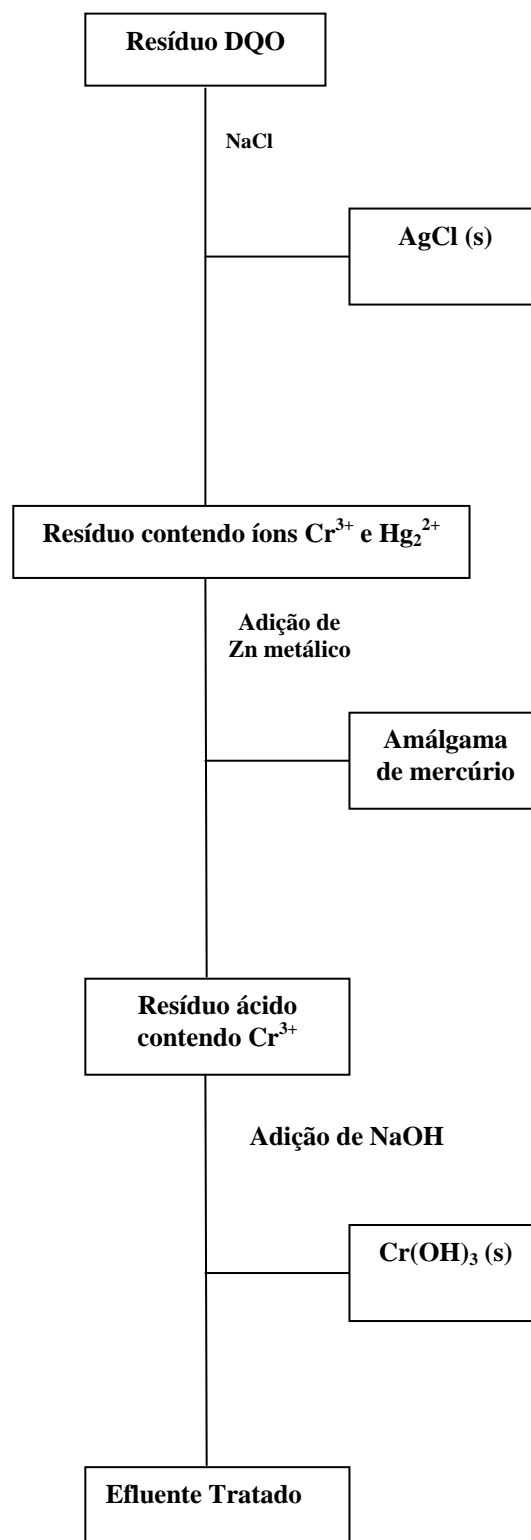 Resíduo DQO
NaCl
AgCl (s)
Resíduo contendo íons Cr³⁺ e Hg₂²⁺
Adição de
Zn metálico
Amálgama
de mercúrio
Resíduo ácido
contendo Cr³⁺
Adição de NaOH
Cr(OH)₃ (s)
Efluente Tratado